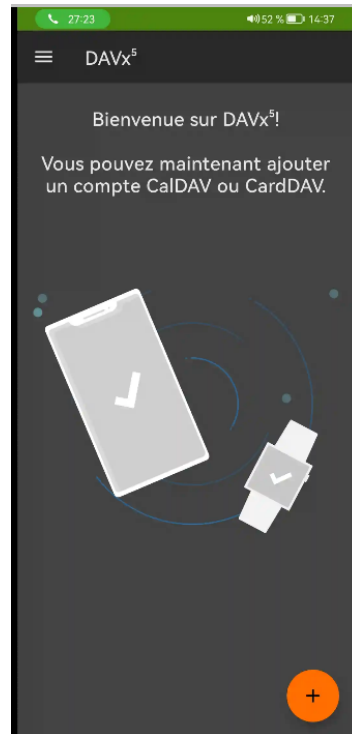 27:23
52 % 14:37
DAVx⁵
Bienvenue sur DAVx⁵!
Vous pouvez maintenant ajouter
un compte CalDAV ou CardDAV.
+